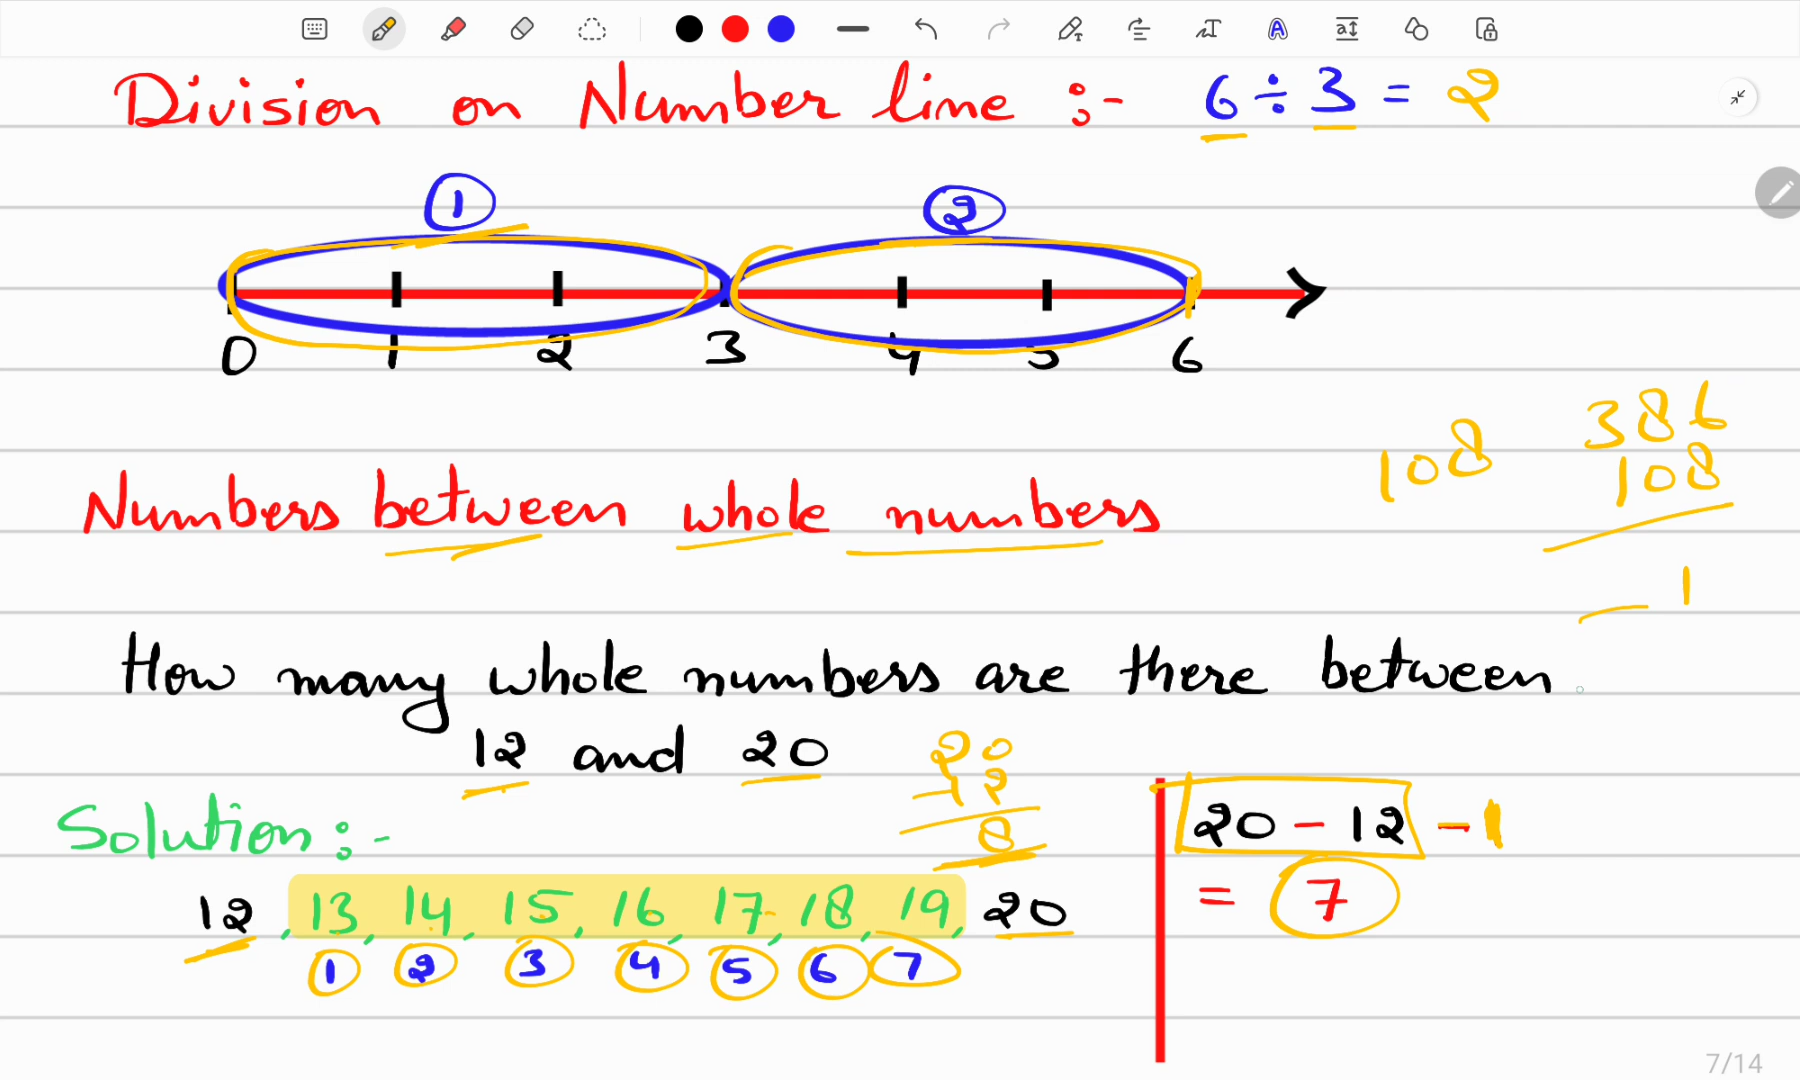 Division on Number line :- 6 ÷ 3 = 2
1 2
0 1 2 3 4 5 6
386
108 108
Numbers between whole numbers
1
How many whole numbers are there between
12 and 20
20
- 12
8
Solution :-
20 - 12 - 1
= 7
12, 13, 14, 15, 16, 17, 18, 19, 20
1 2 3 4 5 6 7
7/14